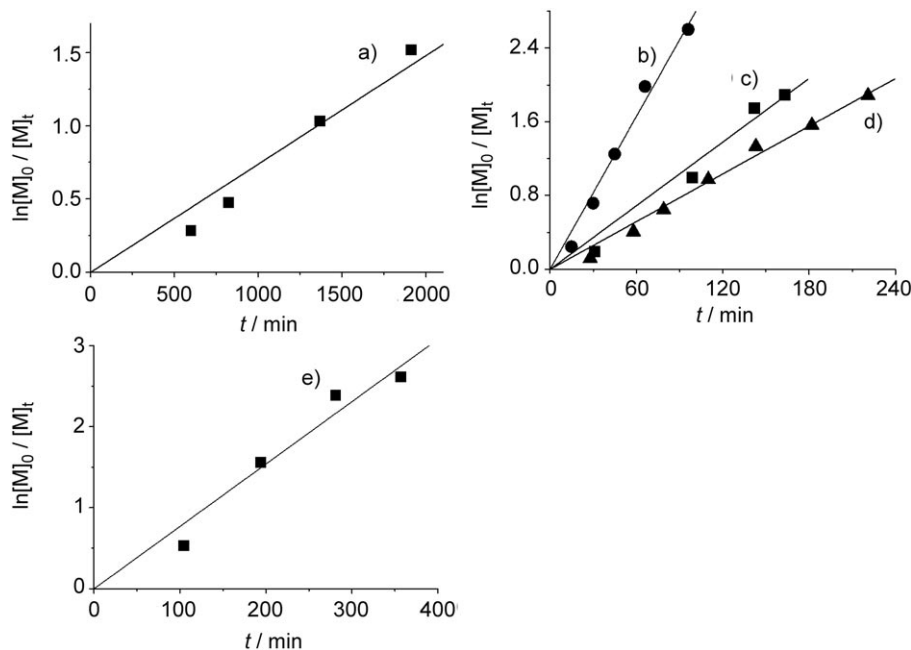 a)
1.5
1.0
0.5
0.0
ln[M]0 / [M]t
0 500 1000 1500 2000
t / min
b)
c)
d)
2.4
1.6
0.8
0.0
ln[M]0 / [M]t
0 60 120 180 240
t / min
e)
3
2
1
0
ln[M]0 / [M]t
0 100 200 300 400
t / min